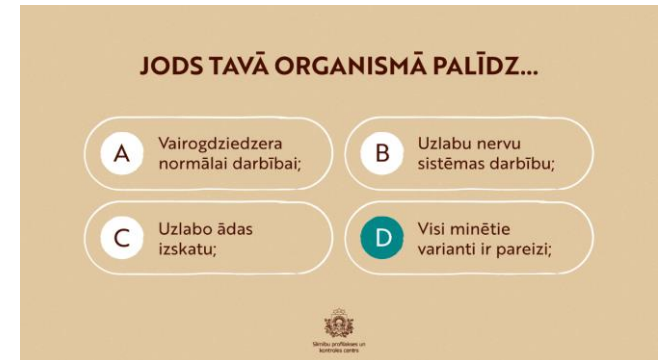 JODS TAVĀ ORGANISMĀ PALĪDZ...
A
Vairogdziedzera
normālai darbībai;
B
Uzlabu nervu
sistēmas darbību;
C
Uzlabo ādas
izskatu;
D
Visi minētie
varianti ir pareizi;
Slimību profilakses un
kontroles centrs